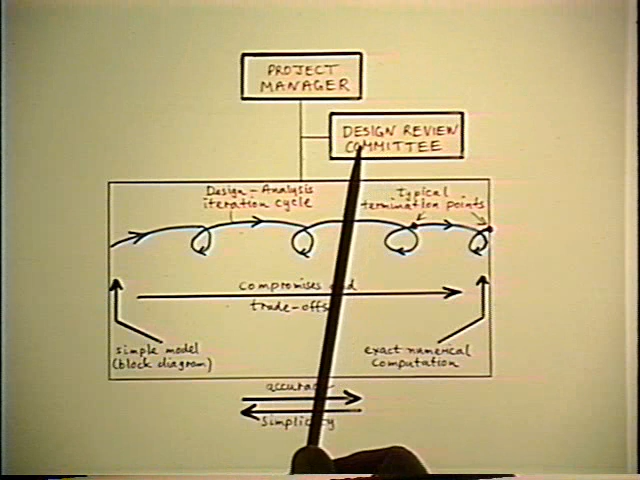 PROJECT
MANAGER
DESIGN REVIEW
COMMITTEE
Design-Analysis
iteration cycle
Typical
termination points
compromises and
trade-offs
simple model
(block diagram)
exact numerical
computation
simplicity